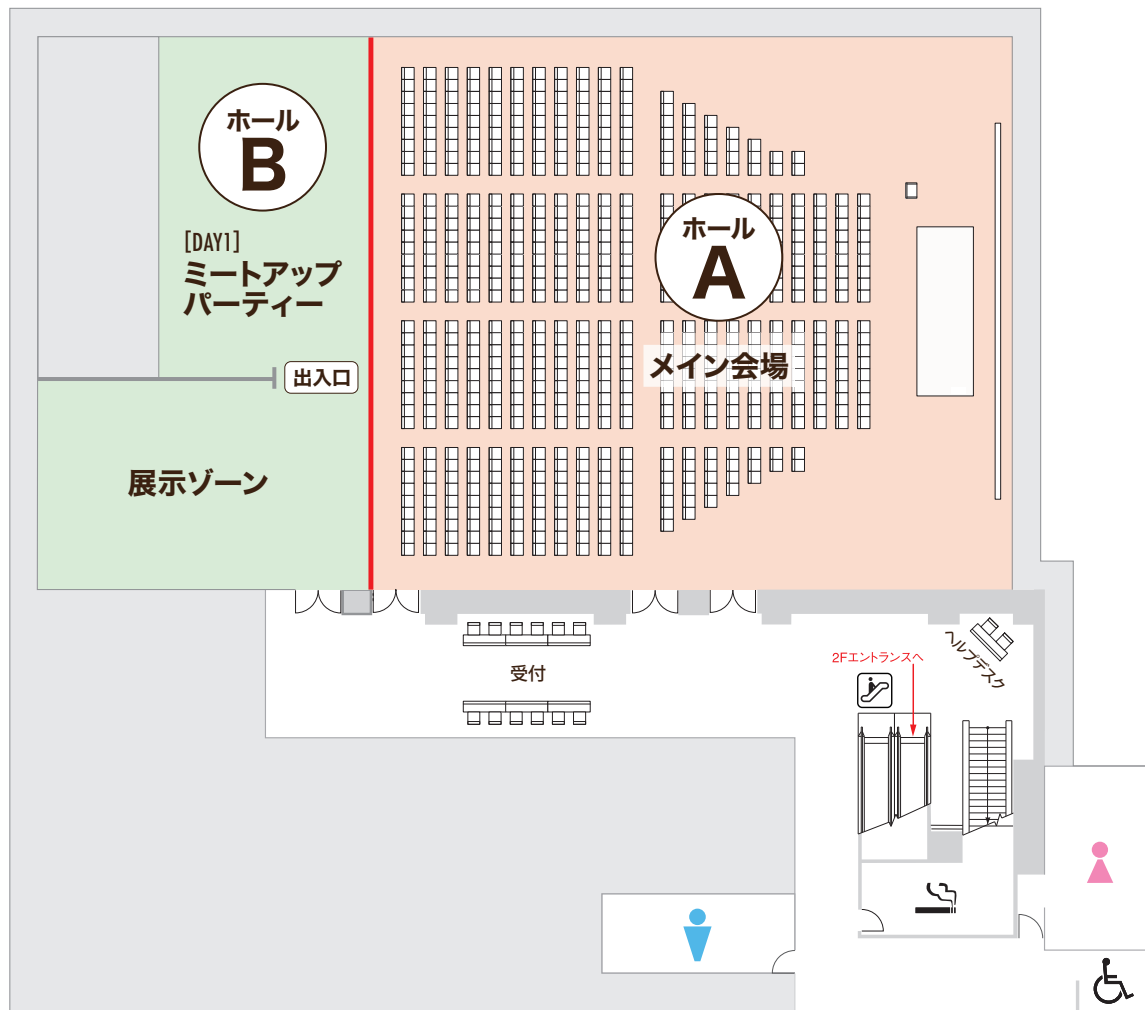 ホール
B
[DAY1]
ミートアップ
パーティー
出入口
展示ゾーン
ホール
A
メイン会場
受付
ヘルプデスク
2Fエントランスへ